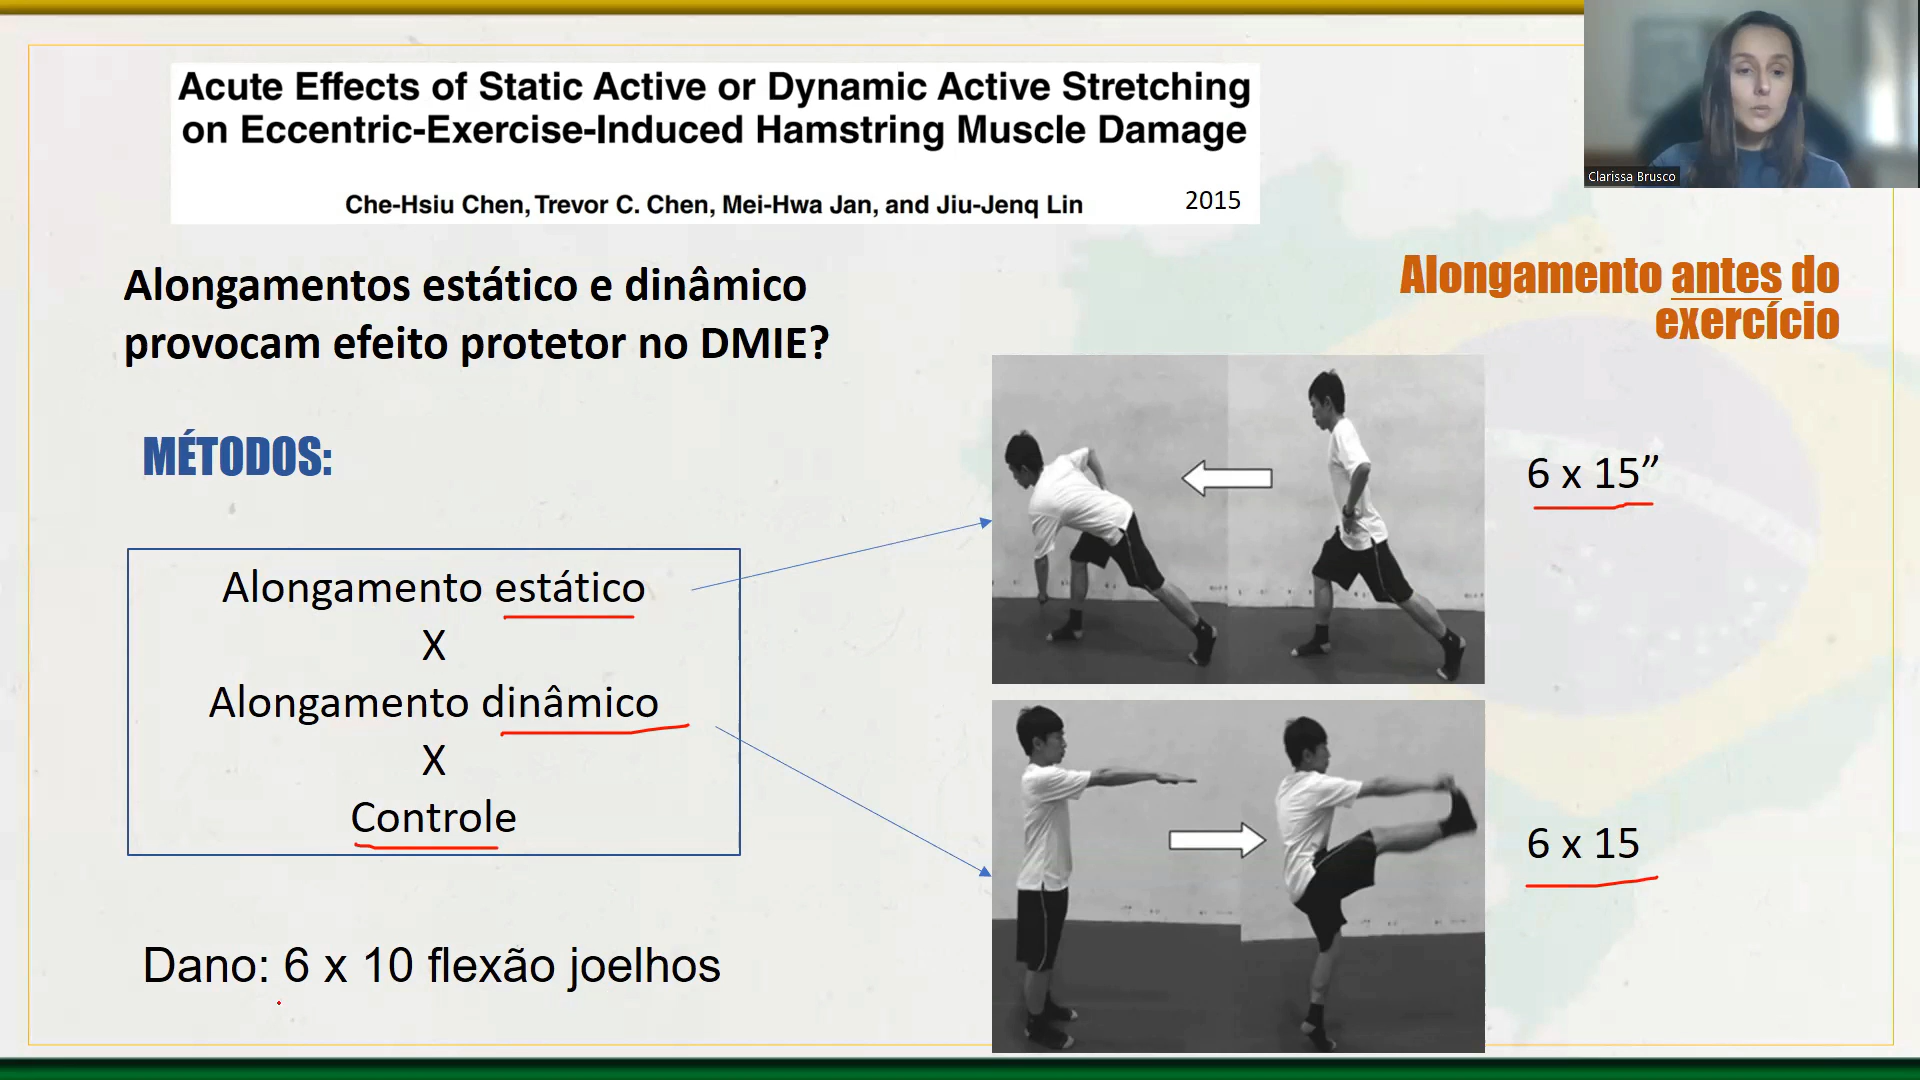 Acute Effects of Static Active or Dynamic Active Stretching
on Eccentric-Exercise-Induced Hamstring Muscle Damage
Che-Hsiu Chen, Trevor C. Chen, Mei-Hwa Jan, and Jiu-Jenq Lin
2015
Clarissa Brusco
Alongamentos estático e dinâmico
provocam efeito protetor no DMIE?
Alongamento antes do
exercício
MÉTODOS:
6 x 15”
Alongamento estático
X
Alongamento dinâmico
X
Controle
6 x 15
Dano: 6 x 10 flexão joelhos